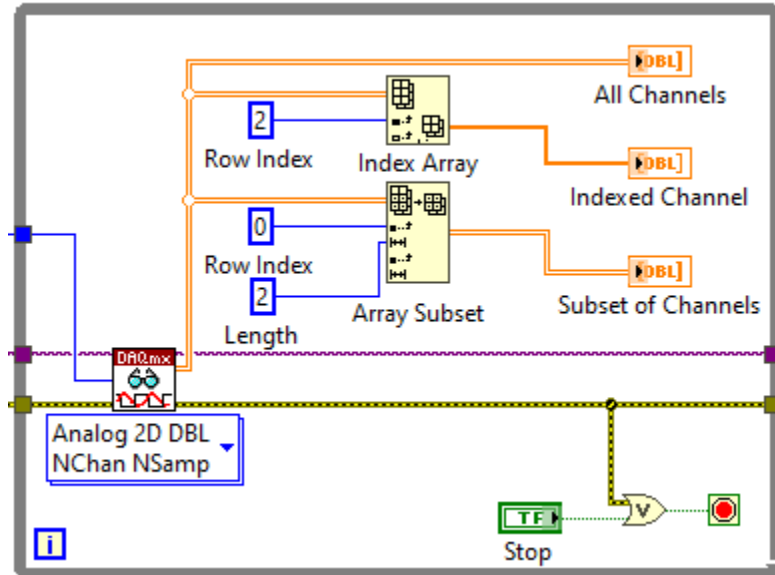 [DBL]
All Channels
2
Row Index
Index Array
[DBL]
Indexed Channel
0
Row Index
2
Length
Array Subset
[DBL]
Subset of Channels
DAQmx
Analog 2D DBL
NChan NSamp
TF
V
Stop
i